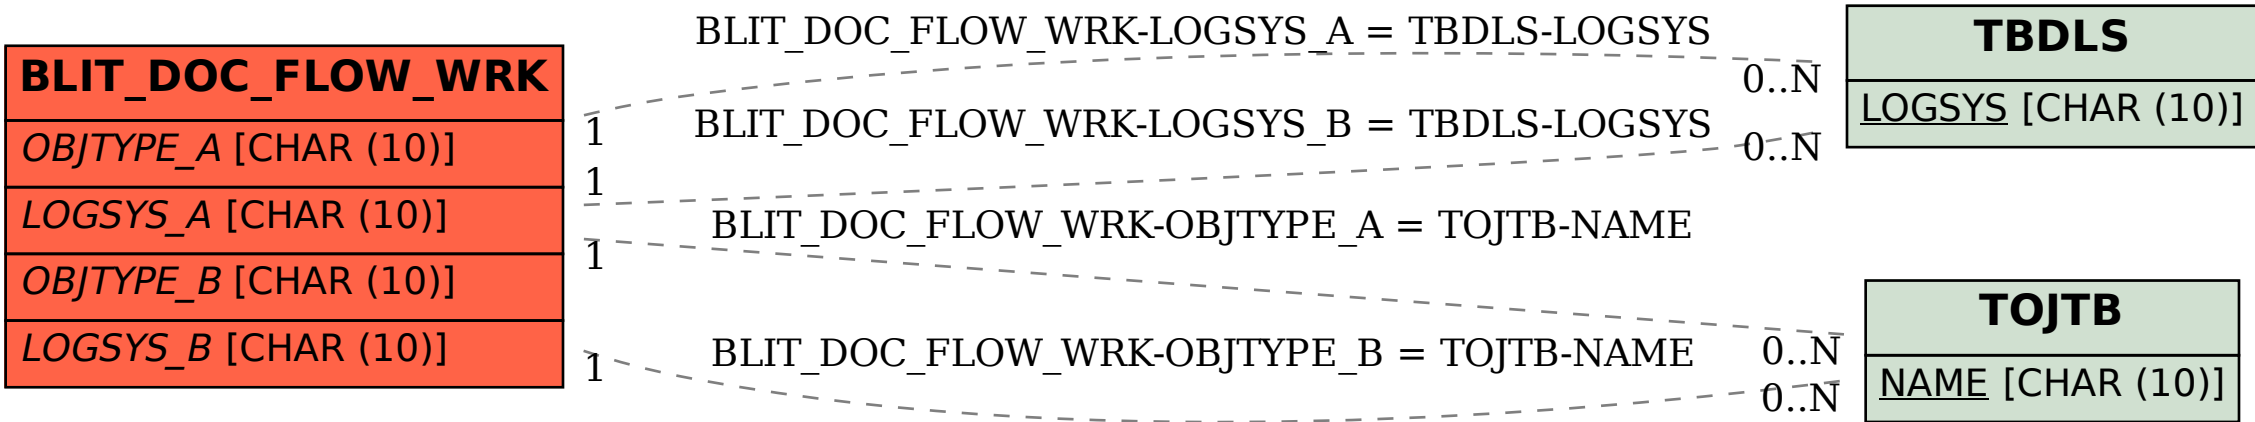 BLIT_DOC_FLOW_WRK
OBJTYPE_A [CHAR (10)]
LOGSYS_A [CHAR (10)]
OBJTYPE_B [CHAR (10)]
LOGSYS_B [CHAR (10)]
BLIT_DOC_FLOW_WRK-LOGSYS_A = TBDLS-LOGSYS
1
0..N
BLIT_DOC_FLOW_WRK-LOGSYS_B = TBDLS-LOGSYS
1
0..N
BLIT_DOC_FLOW_WRK-OBJTYPE_A = TOJTB-NAME
1
0..N
BLIT_DOC_FLOW_WRK-OBJTYPE_B = TOJTB-NAME
1
0..N
TBDLS
LOGSYS [CHAR (10)]
TOJTB
NAME [CHAR (10)]